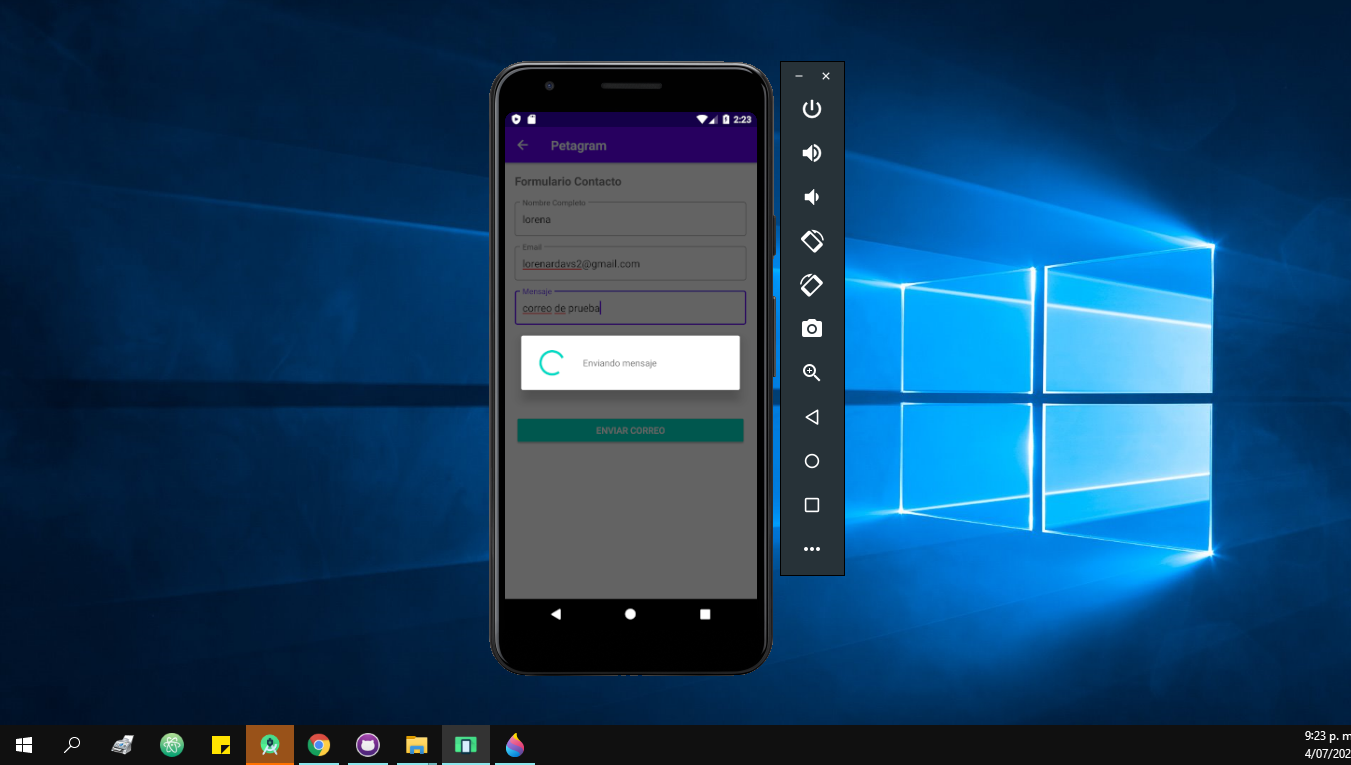 2:23
Petagram
Formulario Contacto
Nombre Completo
lorena
Email
lorenardavs2@gmail.com
Mensaje
correo de prueba
Enviando mensaje
ENVIAR CORREO
9:23 p. m
4/07/202